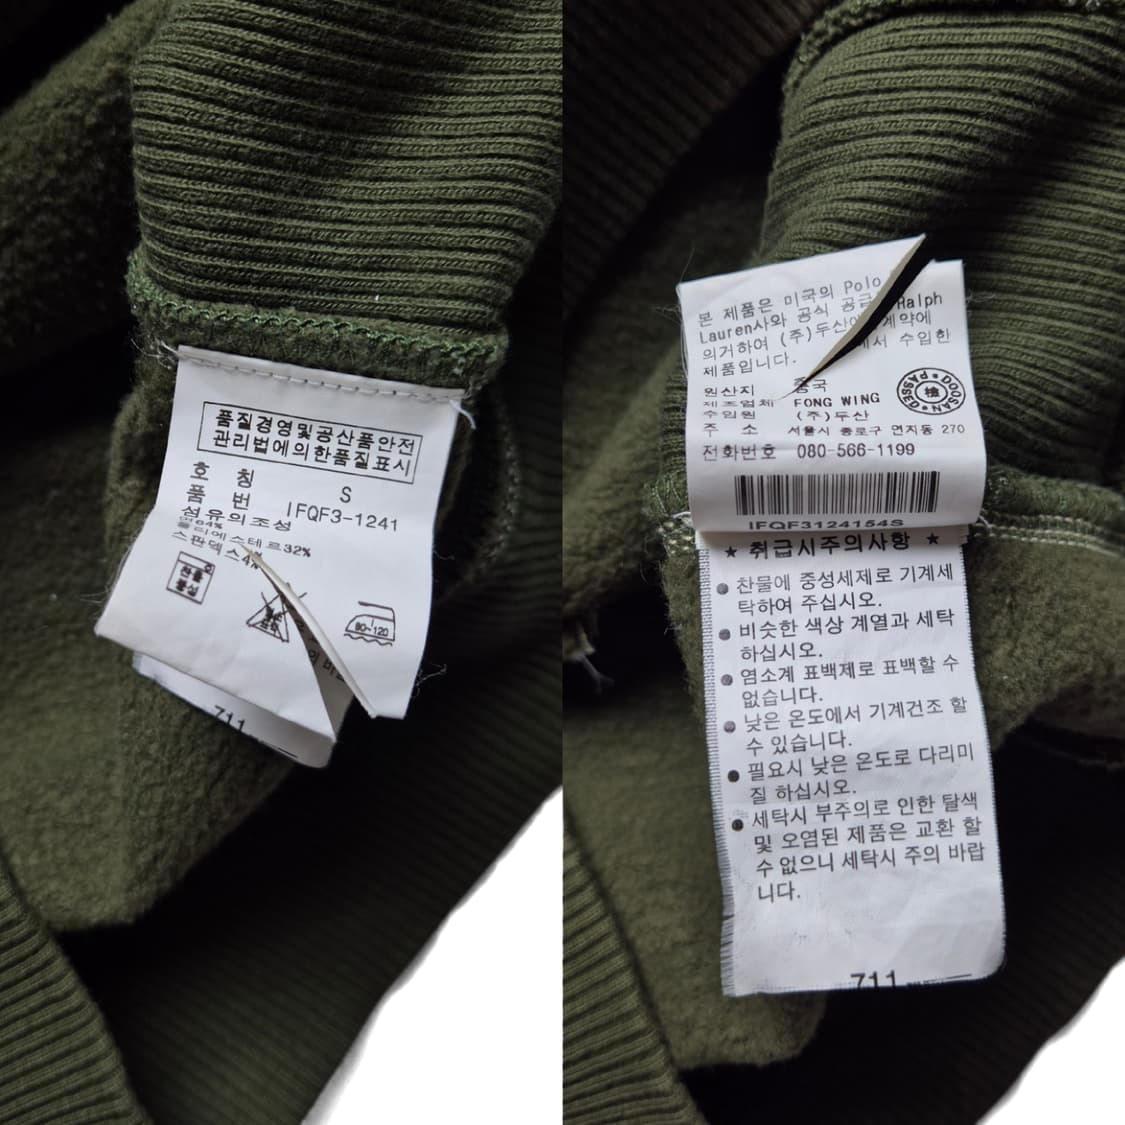 품질경영및공산품안전
관리법에의한품질표시
호 칭 S
품 번 IFQF3-1241
섬유의조성
면64%
폴리에스테르32%
스판덱스4%
찬물
중성
80~120
711
본 제품은 미국의 Polo
Ralph
Lauren사와 공식 공급
(주)두산 계약에
의거하여 에서 수입한
제품입니다.
원산지 중국
제조업체 FONG WING
수입원 (주)두산
주 소 서울시 종로구 연지동 270
전화번호 080-566-1199
DOOSAN PASSED
檢
IFQF3124154S
★ 취급시주의사항 ★
● 찬물에 중성세제로 기계세
탁하여 주십시오.
● 비슷한 색상 계열과 세탁
하십시오.
● 염소계 표백제로 표백할 수
없습니다.
● 낮은 온도에서 기계건조 할
수 있습니다.
● 필요시 낮은 온도로 다리미
질 하십시오.
● 세탁시 부주의로 인한 탈색
및 오염된 제품은 교환 할
수 없으니 세탁시 주의 바랍
니다.
711